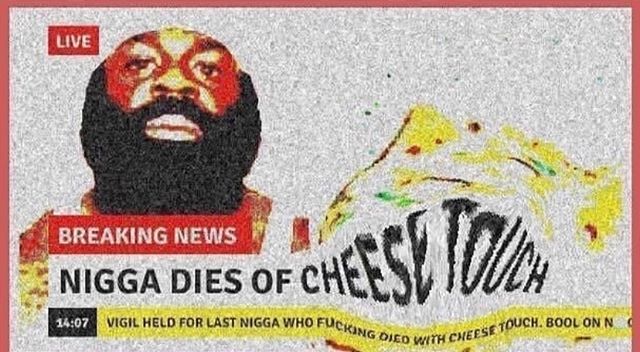 LIVE
BREAKING NEWS
NIGGA DIES OF CHEESE TOUCH
14:07 VIGIL HELD FOR LAST NIGGA WHO FUCKING DIED WITH CHEESE TOUCH. BOOL ON N